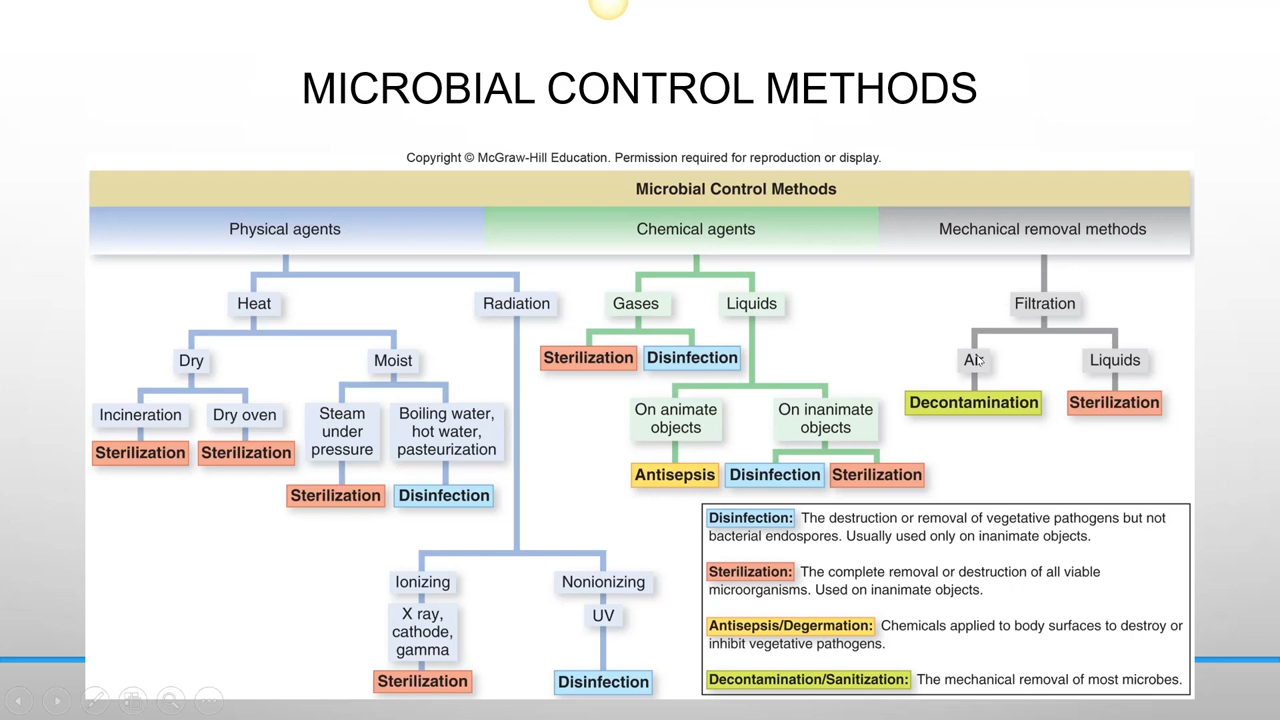 MICROBIAL CONTROL METHODS
Copyright © McGraw-Hill Education. Permission required for reproduction or display.
Microbial Control Methods
Physical agents
Chemical agents
Mechanical removal methods
Heat
Radiation
Gases
Liquids
Filtration
Dry
Moist
Sterilization
Disinfection
Liquids
Incineration
Dry oven
Steam
under
pressure
Boiling water,
hot water,
pasteurization
On animate
objects
On inanimate
objects
Decontamination
Sterilization
Sterilization
Sterilization
Sterilization
Disinfection
Antisepsis
Disinfection
Sterilization
Ionizing
Nonionizing
X ray,
cathode,
gamma
UV
Sterilization
Disinfection
Disinfection: The destruction or removal of vegetative pathogens but not
bacterial endospores. Usually used only on inanimate objects.
Sterilization: The complete removal or destruction of all viable
microorganisms. Used on inanimate objects.
Antisepsis/Degermation: Chemicals applied to body surfaces to destroy or
inhibit vegetative pathogens.
Decontamination/Sanitization: The mechanical removal of most microbes.